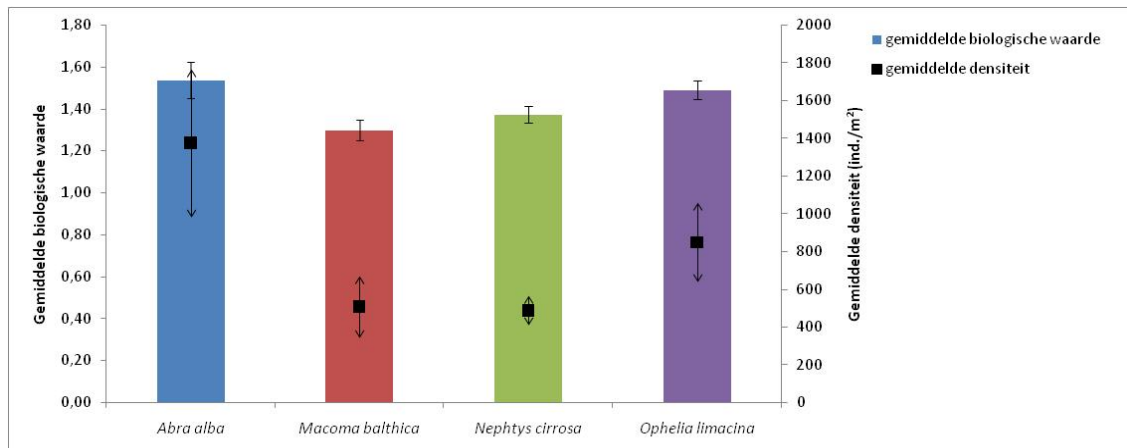 1,80
1,60
1,40
1,20
1,00
0,80
0,60
0,40
0,20
0,00
Gemiddelde biologische waarde
2000
1800
1600
1400
1200
1000
800
600
400
200
0
Gemiddelde densiteit (ind./m²)
gemiddelde biologische waarde
gemiddelde densiteit
Abra alba
Macoma balthica
Nephtys cirrosa
Ophelia limacina